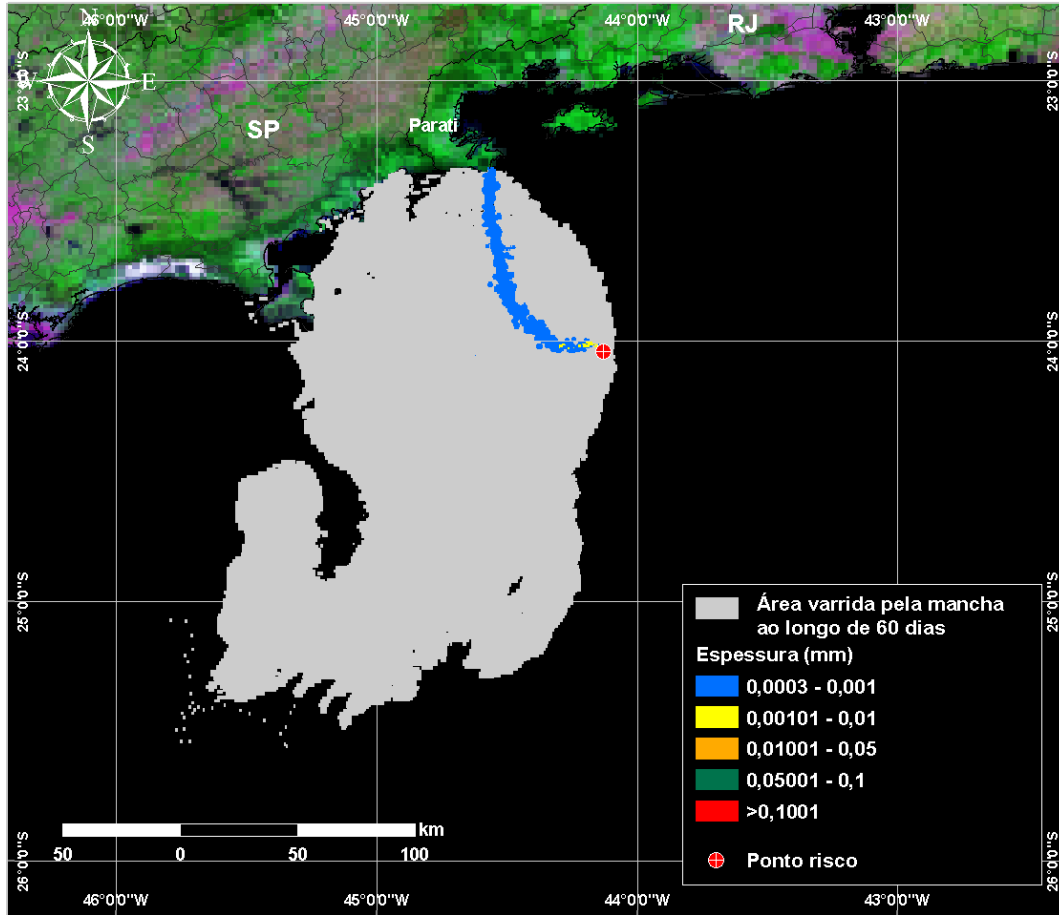 46°0'0"W 45°0'0"W 44°0'0"W 43°0'0"W
RJ
N
E
S
23°0'0"S 23°0'0"S
SP
Parati
24°0'0"S 24°0'0"S
25°0'0"S 25°0'0"S
Área varrida pela mancha
ao longo de 60 dias
Espessura (mm)
0,0003 - 0,001
0,00101 - 0,01
0,01001 - 0,05
0,05001 - 0,1
>0,1001
Ponto risco
km
50 0 50 100
26°0'0"S 26°0'0"S
46°0'0"W 45°0'0"W 44°0'0"W 43°0'0"W